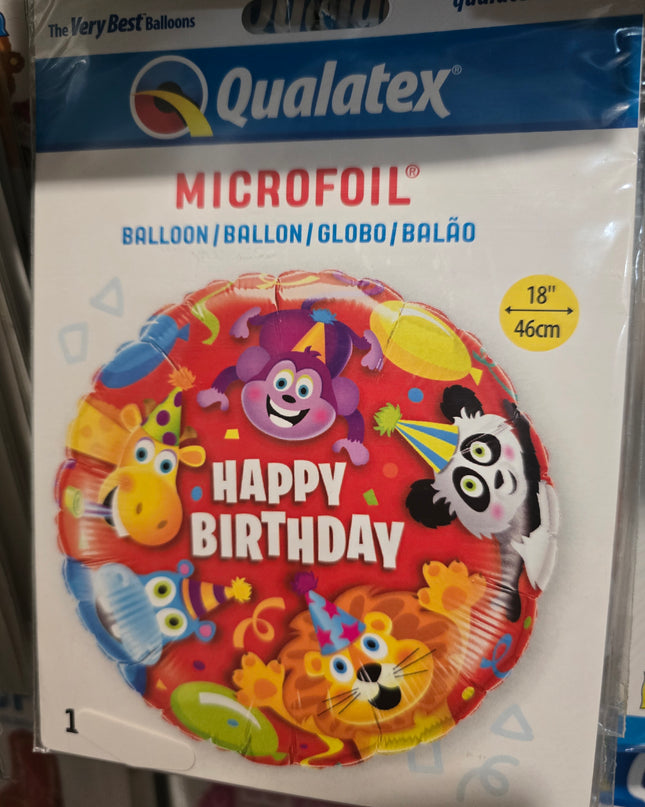 The Very Best Balloons
Qualatex®
MICROFOIL®
BALLOON/BALLON/GLOBO/BALÃO
18"
46cm
HAPPY
BIRTHDAY
1